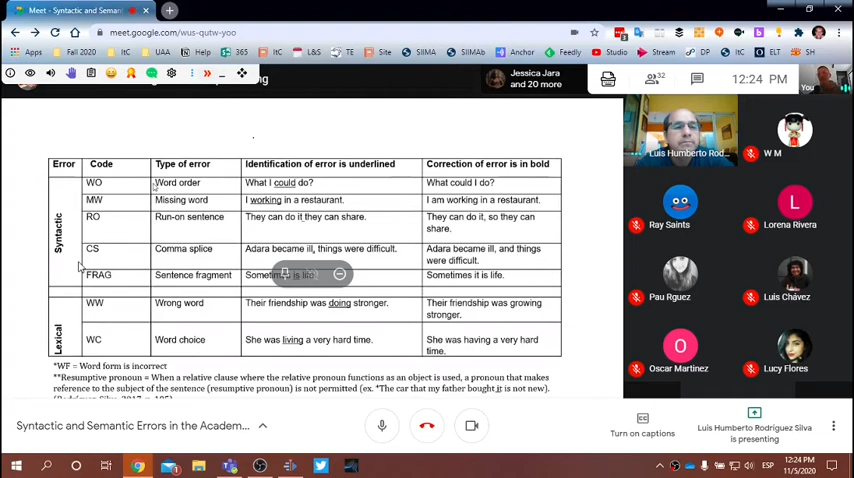 Meet - Syntactic and Semant
meet.google.com/wus-qutw-yoo
Apps Fall 2020 ItC UAA Help 365 ItC L&S TE Site SIIMA SIIMAb Anchor Feedly Studio Stream DP ItC ELT SH
Jessica Jara
and 20 more
32
12:24 PM
You
Error Code Type of error Identification of error is underlined Correction of error is in bold
Syntactic
WO Word order What I could do? What could I do?
MW Missing word I working in a restaurant. I am working in a restaurant.
RO Run-on sentence They can do it they can share. They can do it, so they can
share.
CS Comma splice Adara became ill, things were difficult. Adara became ill, and things
were difficult.
FRAG Sentence fragment Sometimes is life. Sometimes it is life.
Lexical
WW Wrong word Their friendship was doing stronger. Their friendship was growing
stronger.
WC Word choice She was living a very hard time. She was having a very hard
time.
*WF = Word form is incorrect
**Resumptive pronoun = When a relative clause where the relative pronoun functions as an object is used, a pronoun that makes
reference to the subject of the sentence (resumptive pronoun) is not permitted (ex. *The car that my father bought it is not new).
Luis Humberto Rod...
W M
Ray Saints
Lorena Rivera
Pau Rguez
Luis Chávez
Oscar Martinez
Lucy Flores
Syntactic and Semantic Errors in the Academ...
Turn on captions
Luis Humberto Rodríguez Silva
is presenting
ESP
12:24 PM
11/5/2020